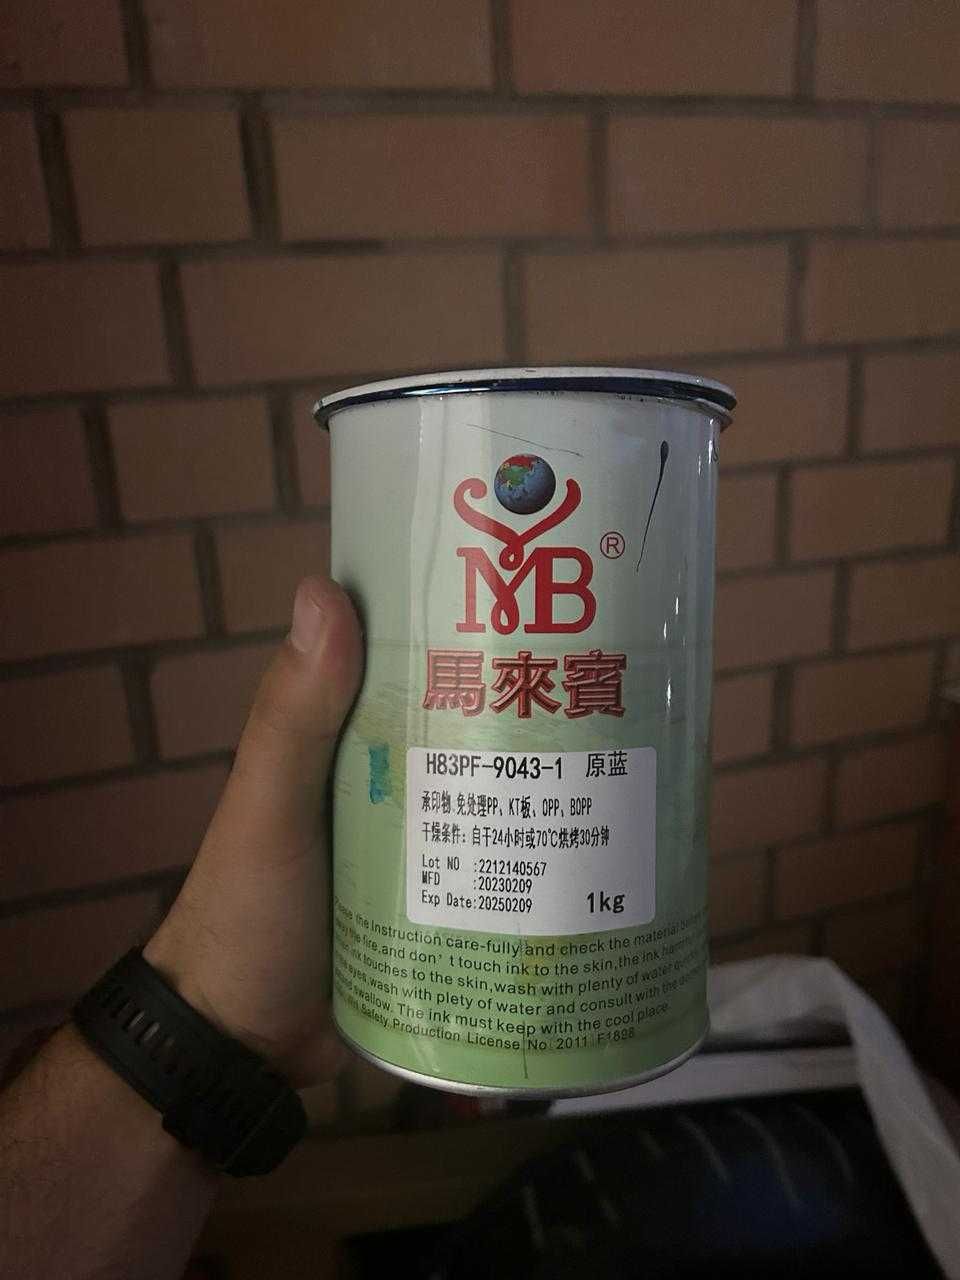 MB®
馬來賓
H83PF-9043-1 原蓝
承印物:免处理PP、KT板、OPP、BOPP
干燥条件:自干24小时或70℃烘烤30分钟
Lot NO :2212140567
MFD :20230209
Exp Date:20250209 1kg
the Instruction care-fully and check the material
the fire,and don't touch ink to the skin,the ink
ink touches to the skin,wash with plenty of water
eyes,wash with plety of water and consult with the
swallow. The ink must keep with the cool place
Safety Production License No[2011]F1898